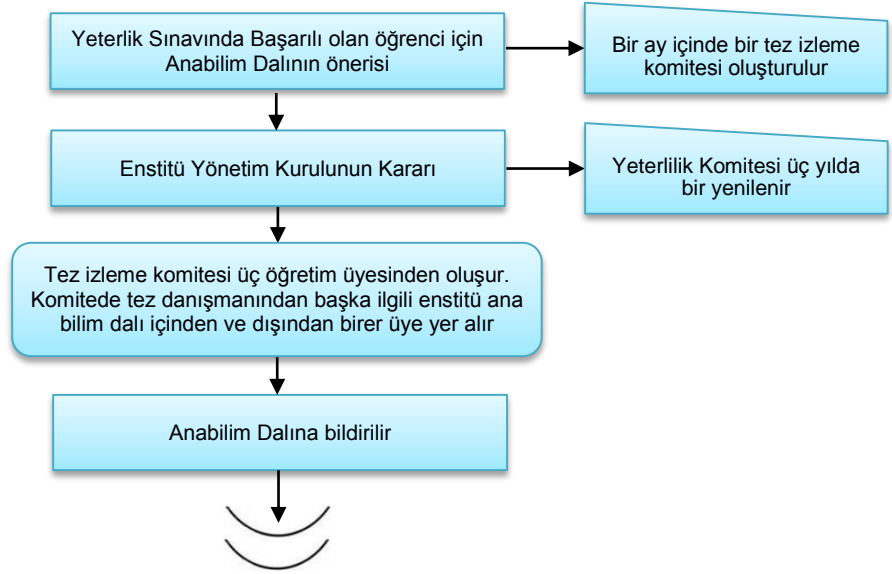 Yeterlik Sınavında Başarılı olan öğrenci için
Anabilim Dalının önerisi
Bir ay içinde bir tez izleme
komitesi oluşturulur
Enstitü Yönetim Kurulunun Kararı
Yeterlilik Komitesi üç yılda
bir yenilenir
Tez izleme komitesi üç öğretim üyesinden oluşur.
Komitede tez danışmanından başka ilgili enstitü ana
bilim dalı içinden ve dışından birer üye yer alır
Anabilim Dalına bildirilir